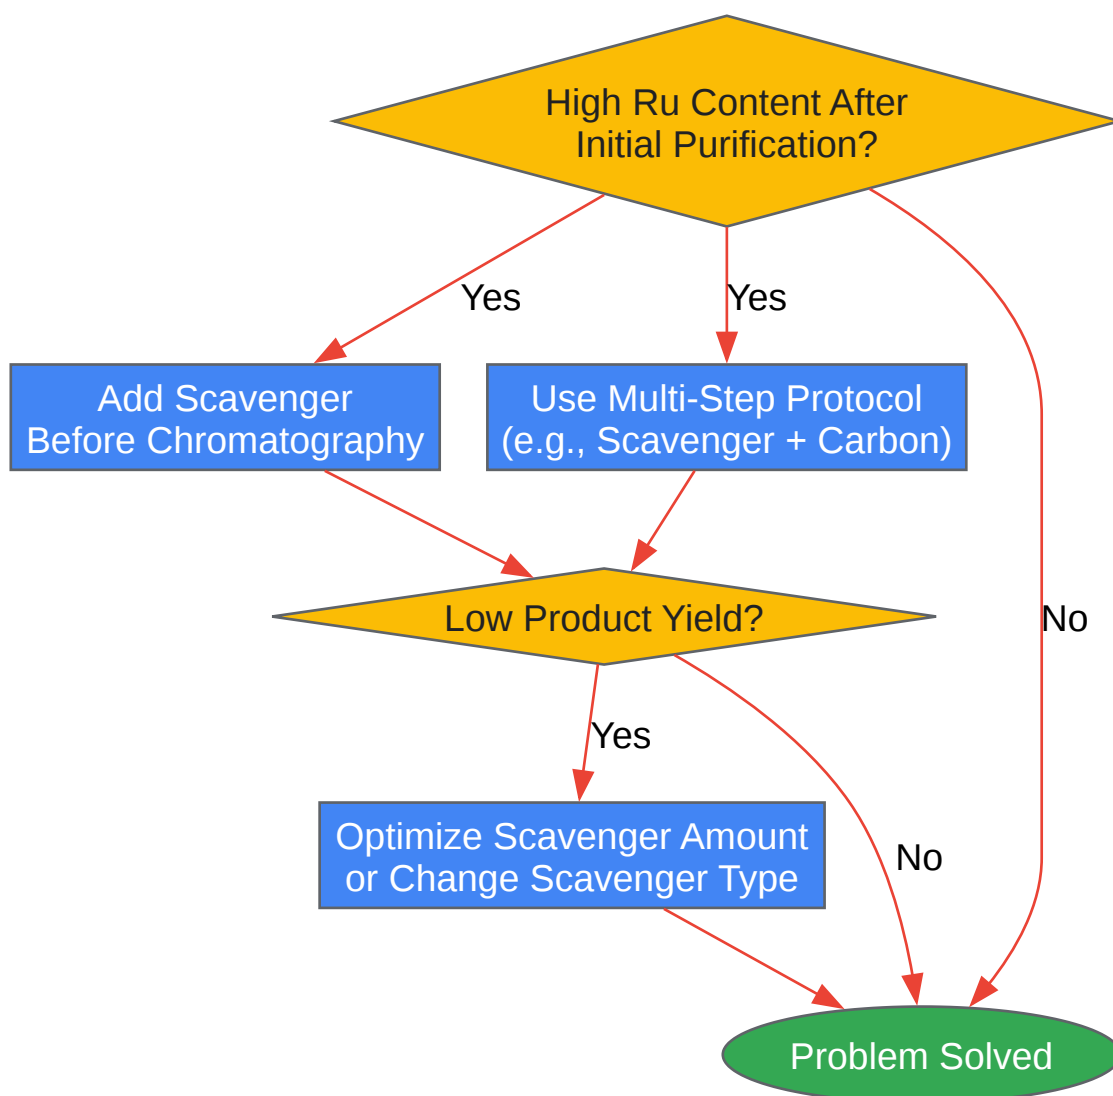 High Ru Content After
Initial Purification?
Yes
Yes
Add Scavenger
Before Chromatography
Use Multi-Step Protocol
(e.g., Scavenger + Carbon)
Low Product Yield?
No
Yes
Optimize Scavenger Amount
or Change Scavenger Type
No
Problem Solved